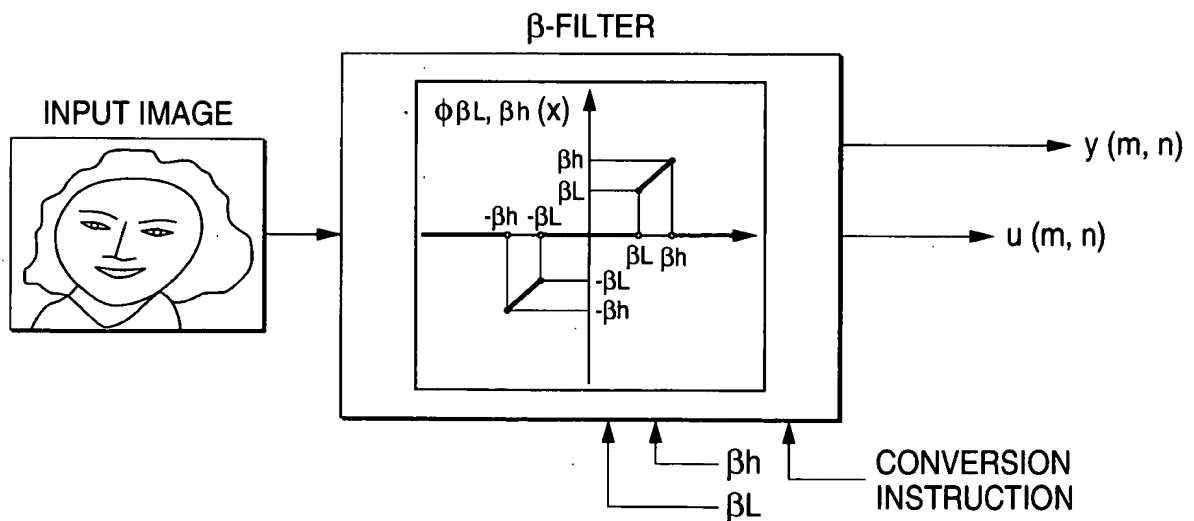 β-FILTER
INPUT IMAGE
ϕβL, βh (x)
βh
βL
-βh -βL
βL βh
-βL
-βh
y (m, n)
u (m, n)
βh
βL
CONVERSION
INSTRUCTION